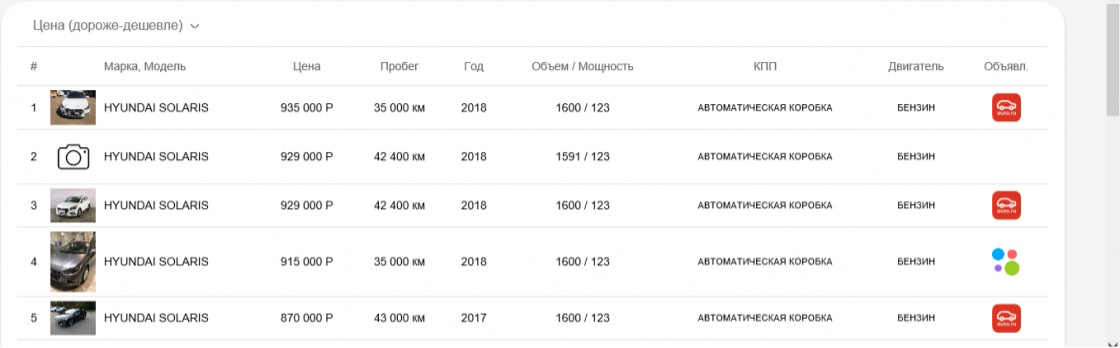 Цена (дороже-дешевле)
# Марка, Модель Цена Пробег Год Объем / Мощность КПП Двигатель Объявл.
1 HYUNDAI SOLARIS 935 000 Р 35 000 км 2018 1600 / 123 АВТОМАТИЧЕСКАЯ КОРОБКА БЕНЗИН auto.ru
2 HYUNDAI SOLARIS 929 000 Р 42 400 км 2018 1591 / 123 АВТОМАТИЧЕСКАЯ КОРОБКА БЕНЗИН
3 HYUNDAI SOLARIS 929 000 Р 42 400 км 2018 1600 / 123 АВТОМАТИЧЕСКАЯ КОРОБКА БЕНЗИН auto.ru
4 HYUNDAI SOLARIS 915 000 Р 35 000 км 2018 1600 / 123 АВТОМАТИЧЕСКАЯ КОРОБКА БЕНЗИН
5 HYUNDAI SOLARIS 870 000 Р 43 000 км 2017 1600 / 123 АВТОМАТИЧЕСКАЯ КОРОБКА БЕНЗИН auto.ru